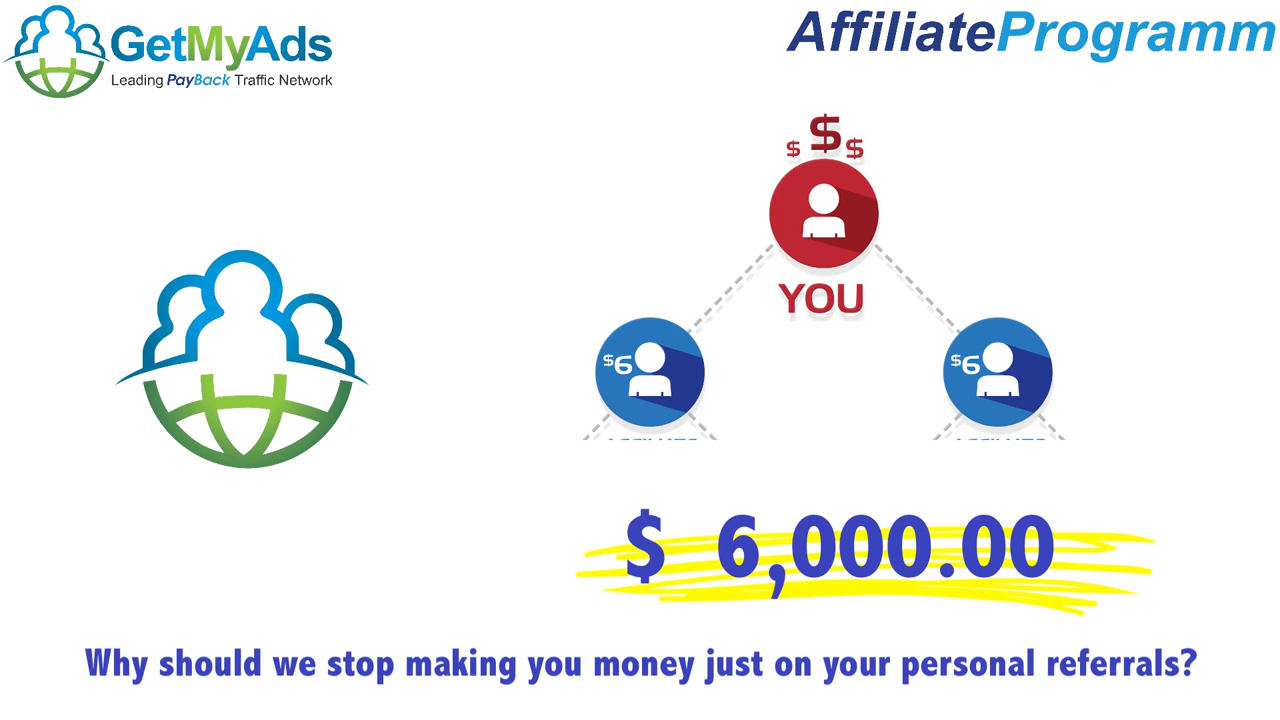 GetMyAds
Leading PayBack Traffic Network
AffiliateProgramm
$ $ $
YOU
$6
$6
$ 6,000.00
Why should we stop making you money just on your personal referrals?